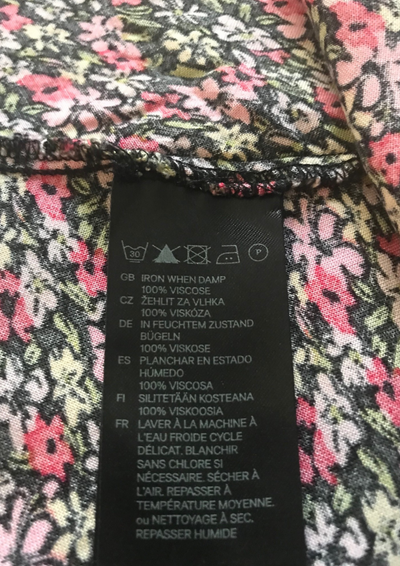 30 P
GB IRON WHEN DAMP
100% VISCOSE
CZ ŽEHLIT ZA VLHKA
100% VISKÓZA
DE IN FEUCHTEM ZUSTAND
BÜGELN
100% VISKOSE
ES PLANCHAR EN ESTADO
HÚMEDO
100% VISCOSA
FI SILITETÄÄN KOSTEANA
100% VISKOOSIA
FR LAVER À LA MACHINE À
L'EAU FROIDE CYCLE
DÉLICAT. BLANCHIR
SANS CHLORE SI
NÉCESSAIRE. SÉCHER À
L'AIR. REPASSER À
TEMPÉRATURE MOYENNE.
ou NETTOYAGE À SEC.
REPASSER HUMIDE